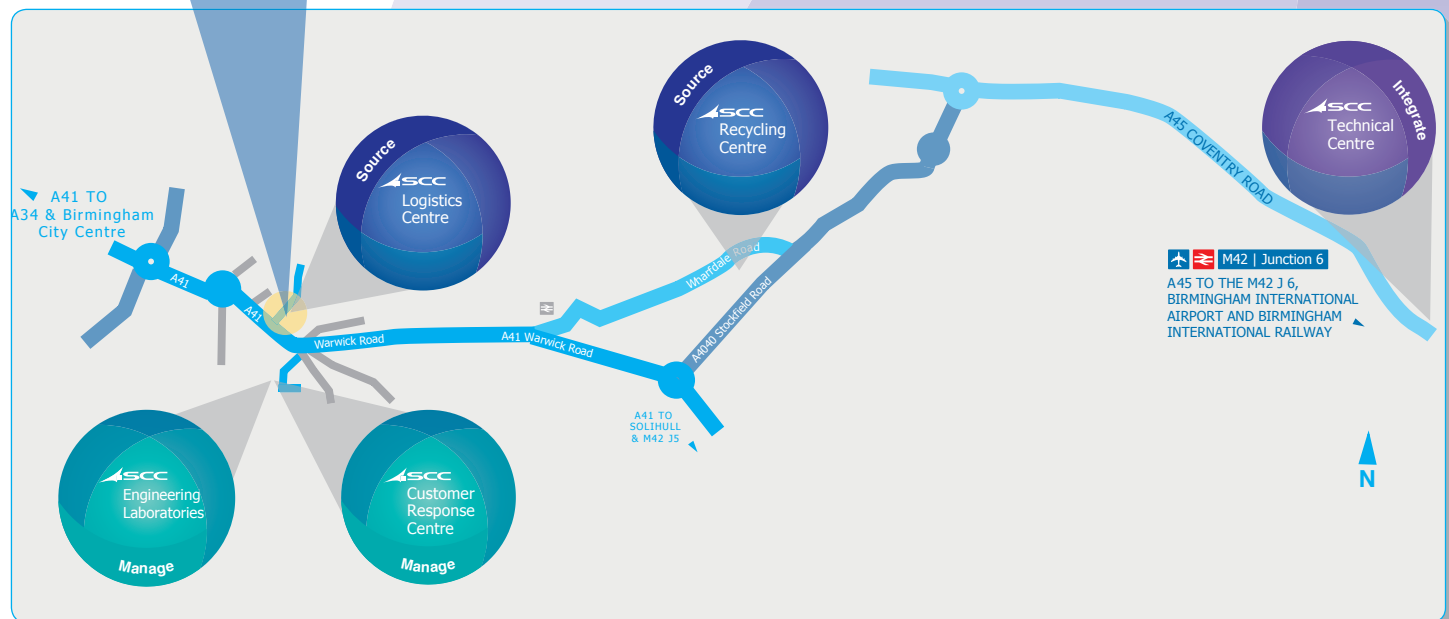 Source
SCC
Logistics
Centre
Source
SCC
Recycling
Centre
Integrate
SCC
Technical
Centre
A41 TO
A34 & Birmingham
City Centre
A41
A41
Warwick Road
A41 Warwick Road
Wharfdale Road
A4040 Stockfield Road
A45 COVENTRY ROAD
M42 | Junction 6
A45 TO THE M42 J 6,
BIRMINGHAM INTERNATIONAL
AIRPORT AND BIRMINGHAM
INTERNATIONAL RAILWAY
A41 TO
SOLIHULL
& M42 J5
SCC
Engineering
Laboratories
Manage
SCC
Customer
Response
Centre
Manage
N